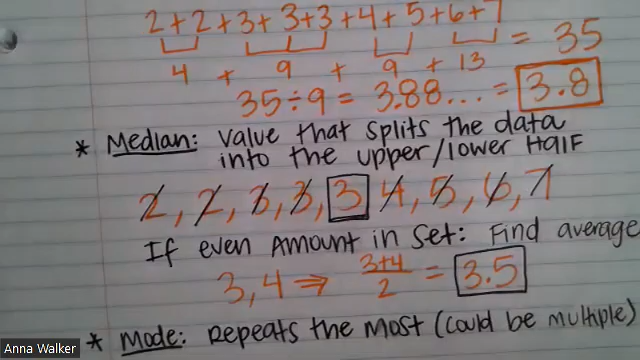 2+2+3+3+3+4+5+6+7 = 35
4 + 9 + 9 + 13
35÷9 = 3.88... = 3.8
* Median: Value that splits the data
into the upper/lower Half
2, 2, 3, 3, 3 4, 5, 6, 7
If even Amount in set: Find average
3, 4 ⇒ 3+4/2 = 3.5
* Mode: Repeats the most (could be multiple)
Anna Walker